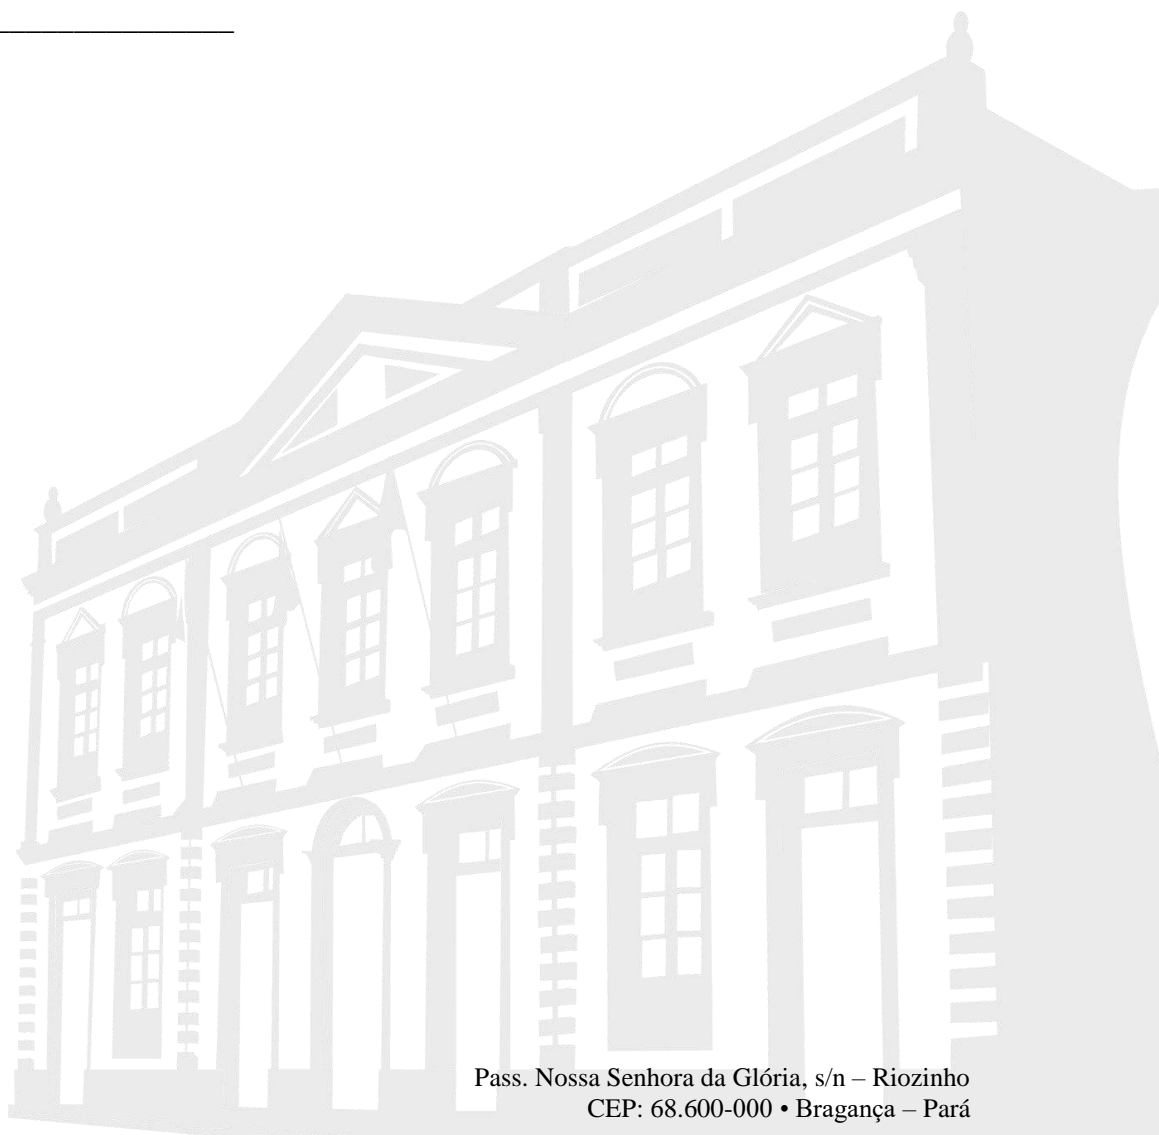 Pass. Nossa Senhora da Glória, s/n – Riozinho
CEP: 68.600-000 • Bragança – Pará